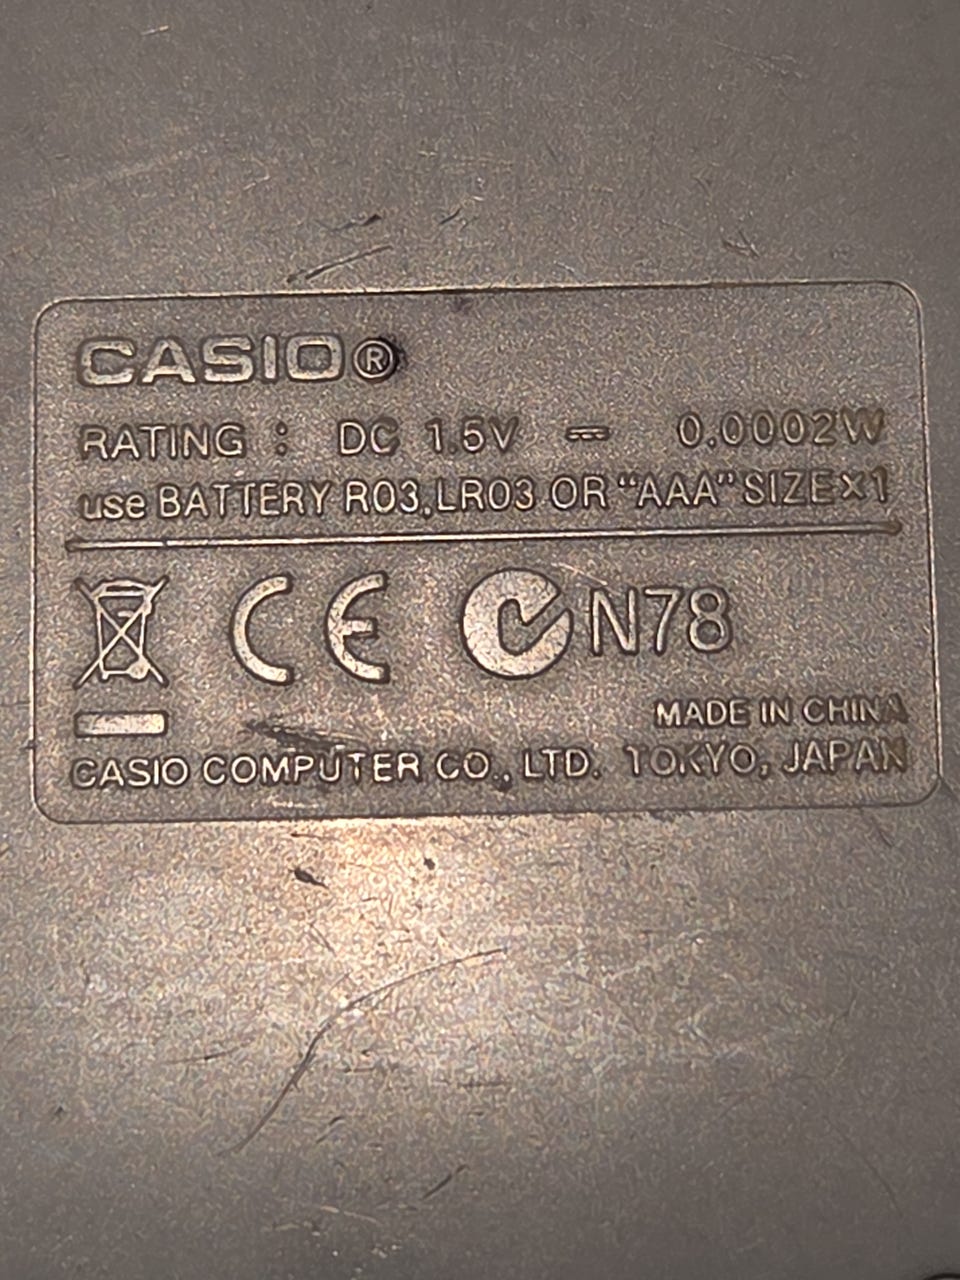 CASIO®
RATING : DC 1.5V ⎓ 0.0002W
use BATTERY R03,LR03 OR "AAA" SIZE×1
CE N78
MADE IN CHINA
CASIO COMPUTER CO., LTD. TOKYO, JAPAN